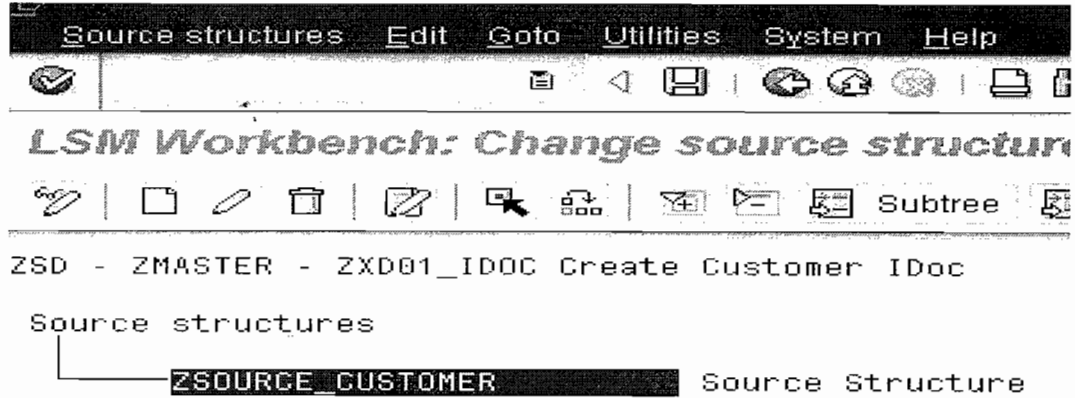 Source structures Edit Goto Utilities System Help
LSM Workbench: Change source structur
Subtree
ZSD - ZMASTER - ZXD01_IDOC Create Customer IDoc
Source structures
ZSOURCE_CUSTOMER Source Structure